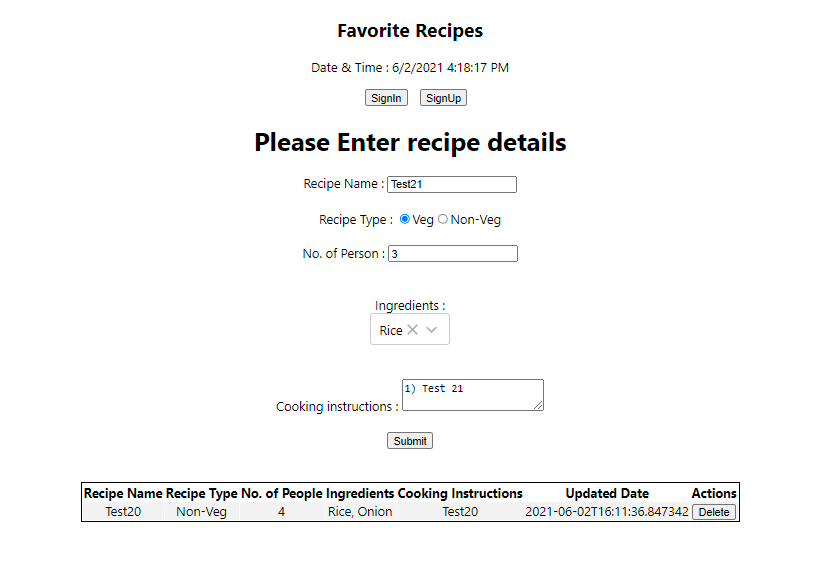 Favorite Recipes
Date & Time : 6/2/2021 4:18:17 PM
SignIn SignUp
Please Enter recipe details
Recipe Name : Test21
Recipe Type : Veg Non-Veg
No. of Person : 3
Ingredients :
Rice
Cooking instructions : 1) Test 21
Submit
Recipe Name Recipe Type No. of People Ingredients Cooking Instructions Updated Date Actions
Test20 Non-Veg 4 Rice, Onion Test20 2021-06-02T16:11:36.847342 Delete